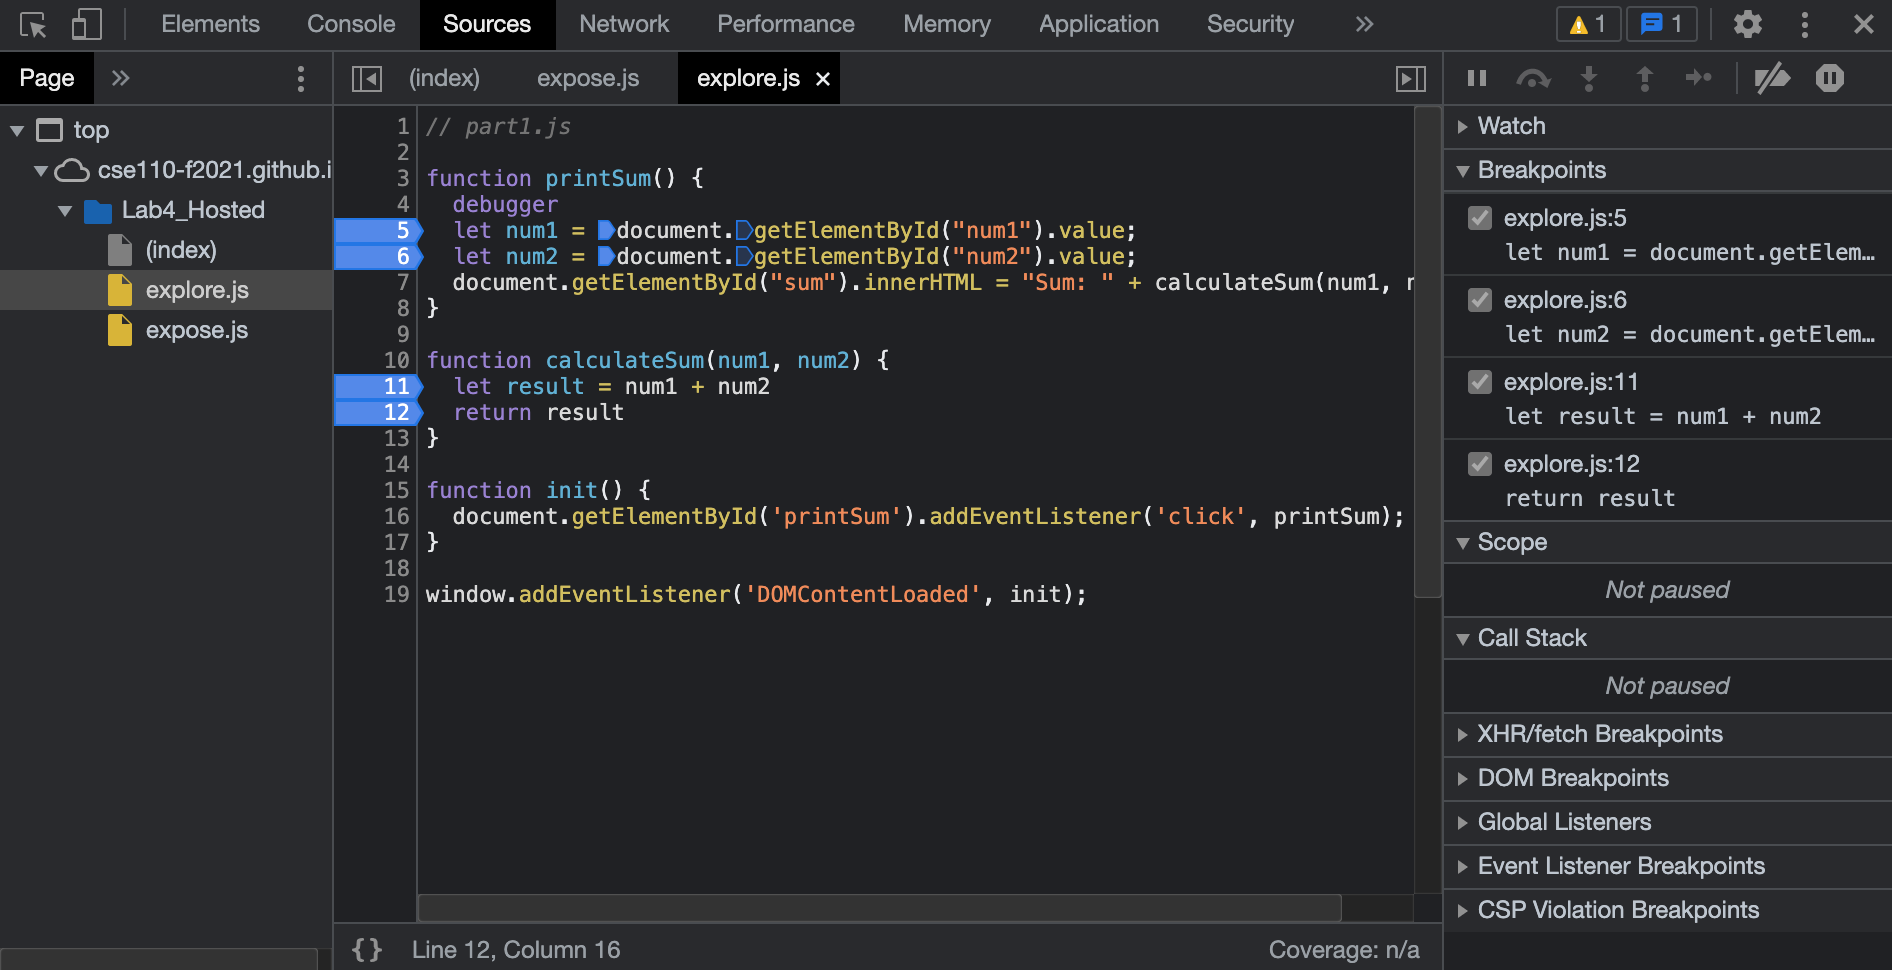 Elements Console Sources Network Performance Memory Application Security » 1 1
Page »
(index) expose.js explore.js ×
top
cse110-f2021.github.i
Lab4_Hosted
(index)
explore.js
expose.js
1 // part1.js
2
3 function printSum() {
4 debugger
5 let num1 = document.getElementById("num1").value;
6 let num2 = document.getElementById("num2").value;
7 document.getElementById("sum").innerHTML = "Sum: " + calculateSum(num1, n
8 }
9
10 function calculateSum(num1, num2) {
11 let result = num1 + num2
12 return result
13 }
14
15 function init() {
16 document.getElementById('printSum').addEventListener('click', printSum);
17 }
18
19 window.addEventListener('DOMContentLoaded', init);
{} Line 12, Column 16 Coverage: n/a
Watch
Breakpoints
explore.js:5
let num1 = document.getElem…
explore.js:6
let num2 = document.getElem…
explore.js:11
let result = num1 + num2
explore.js:12
return result
Scope
Not paused
Call Stack
Not paused
XHR/fetch Breakpoints
DOM Breakpoints
Global Listeners
Event Listener Breakpoints
CSP Violation Breakpoints